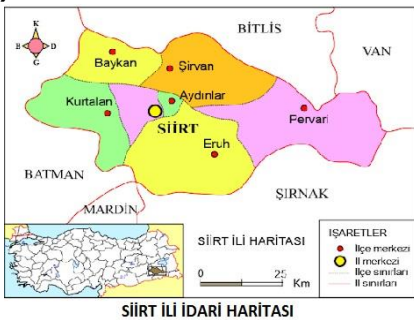 BİTLİS
VAN
K
B D
G
Baykan
Şirvan
Kurtalan
Aydınlar
SİİRT
Pervari
Eruh
BATMAN
ŞIRNAK
MARDİN
SİİRT İLİ HARİTASI
0 25
Km
İŞARETLER
İlçe merkezi
İl merkezi
İlçe sınırları
İl sınırları
SİİRT İLİ İDARİ HARİTASI